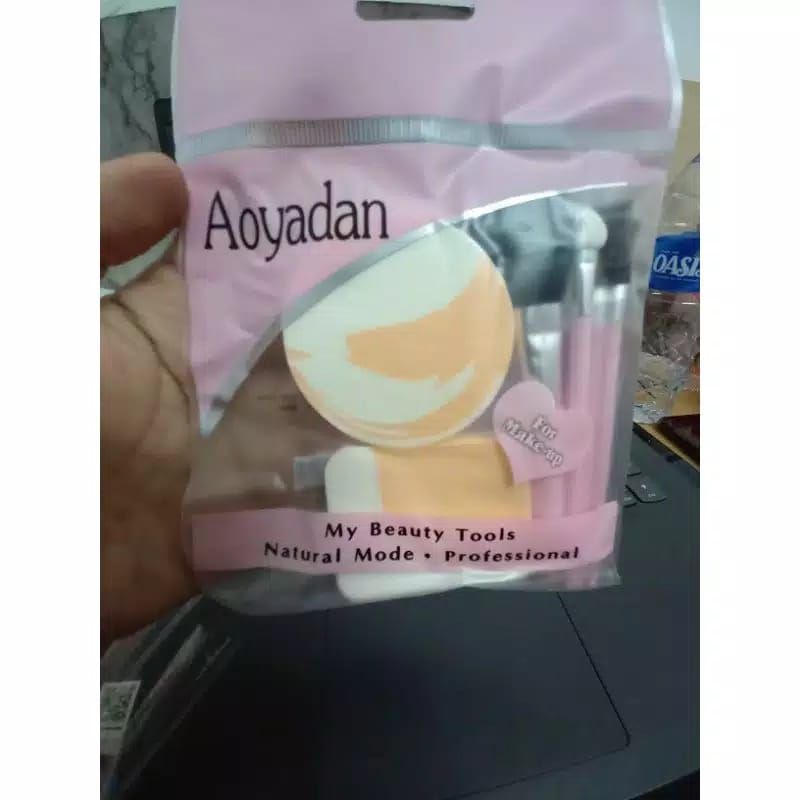 Aoyadan
OASIS
For
Make-up
My Beauty Tools
Natural Mode • Professional